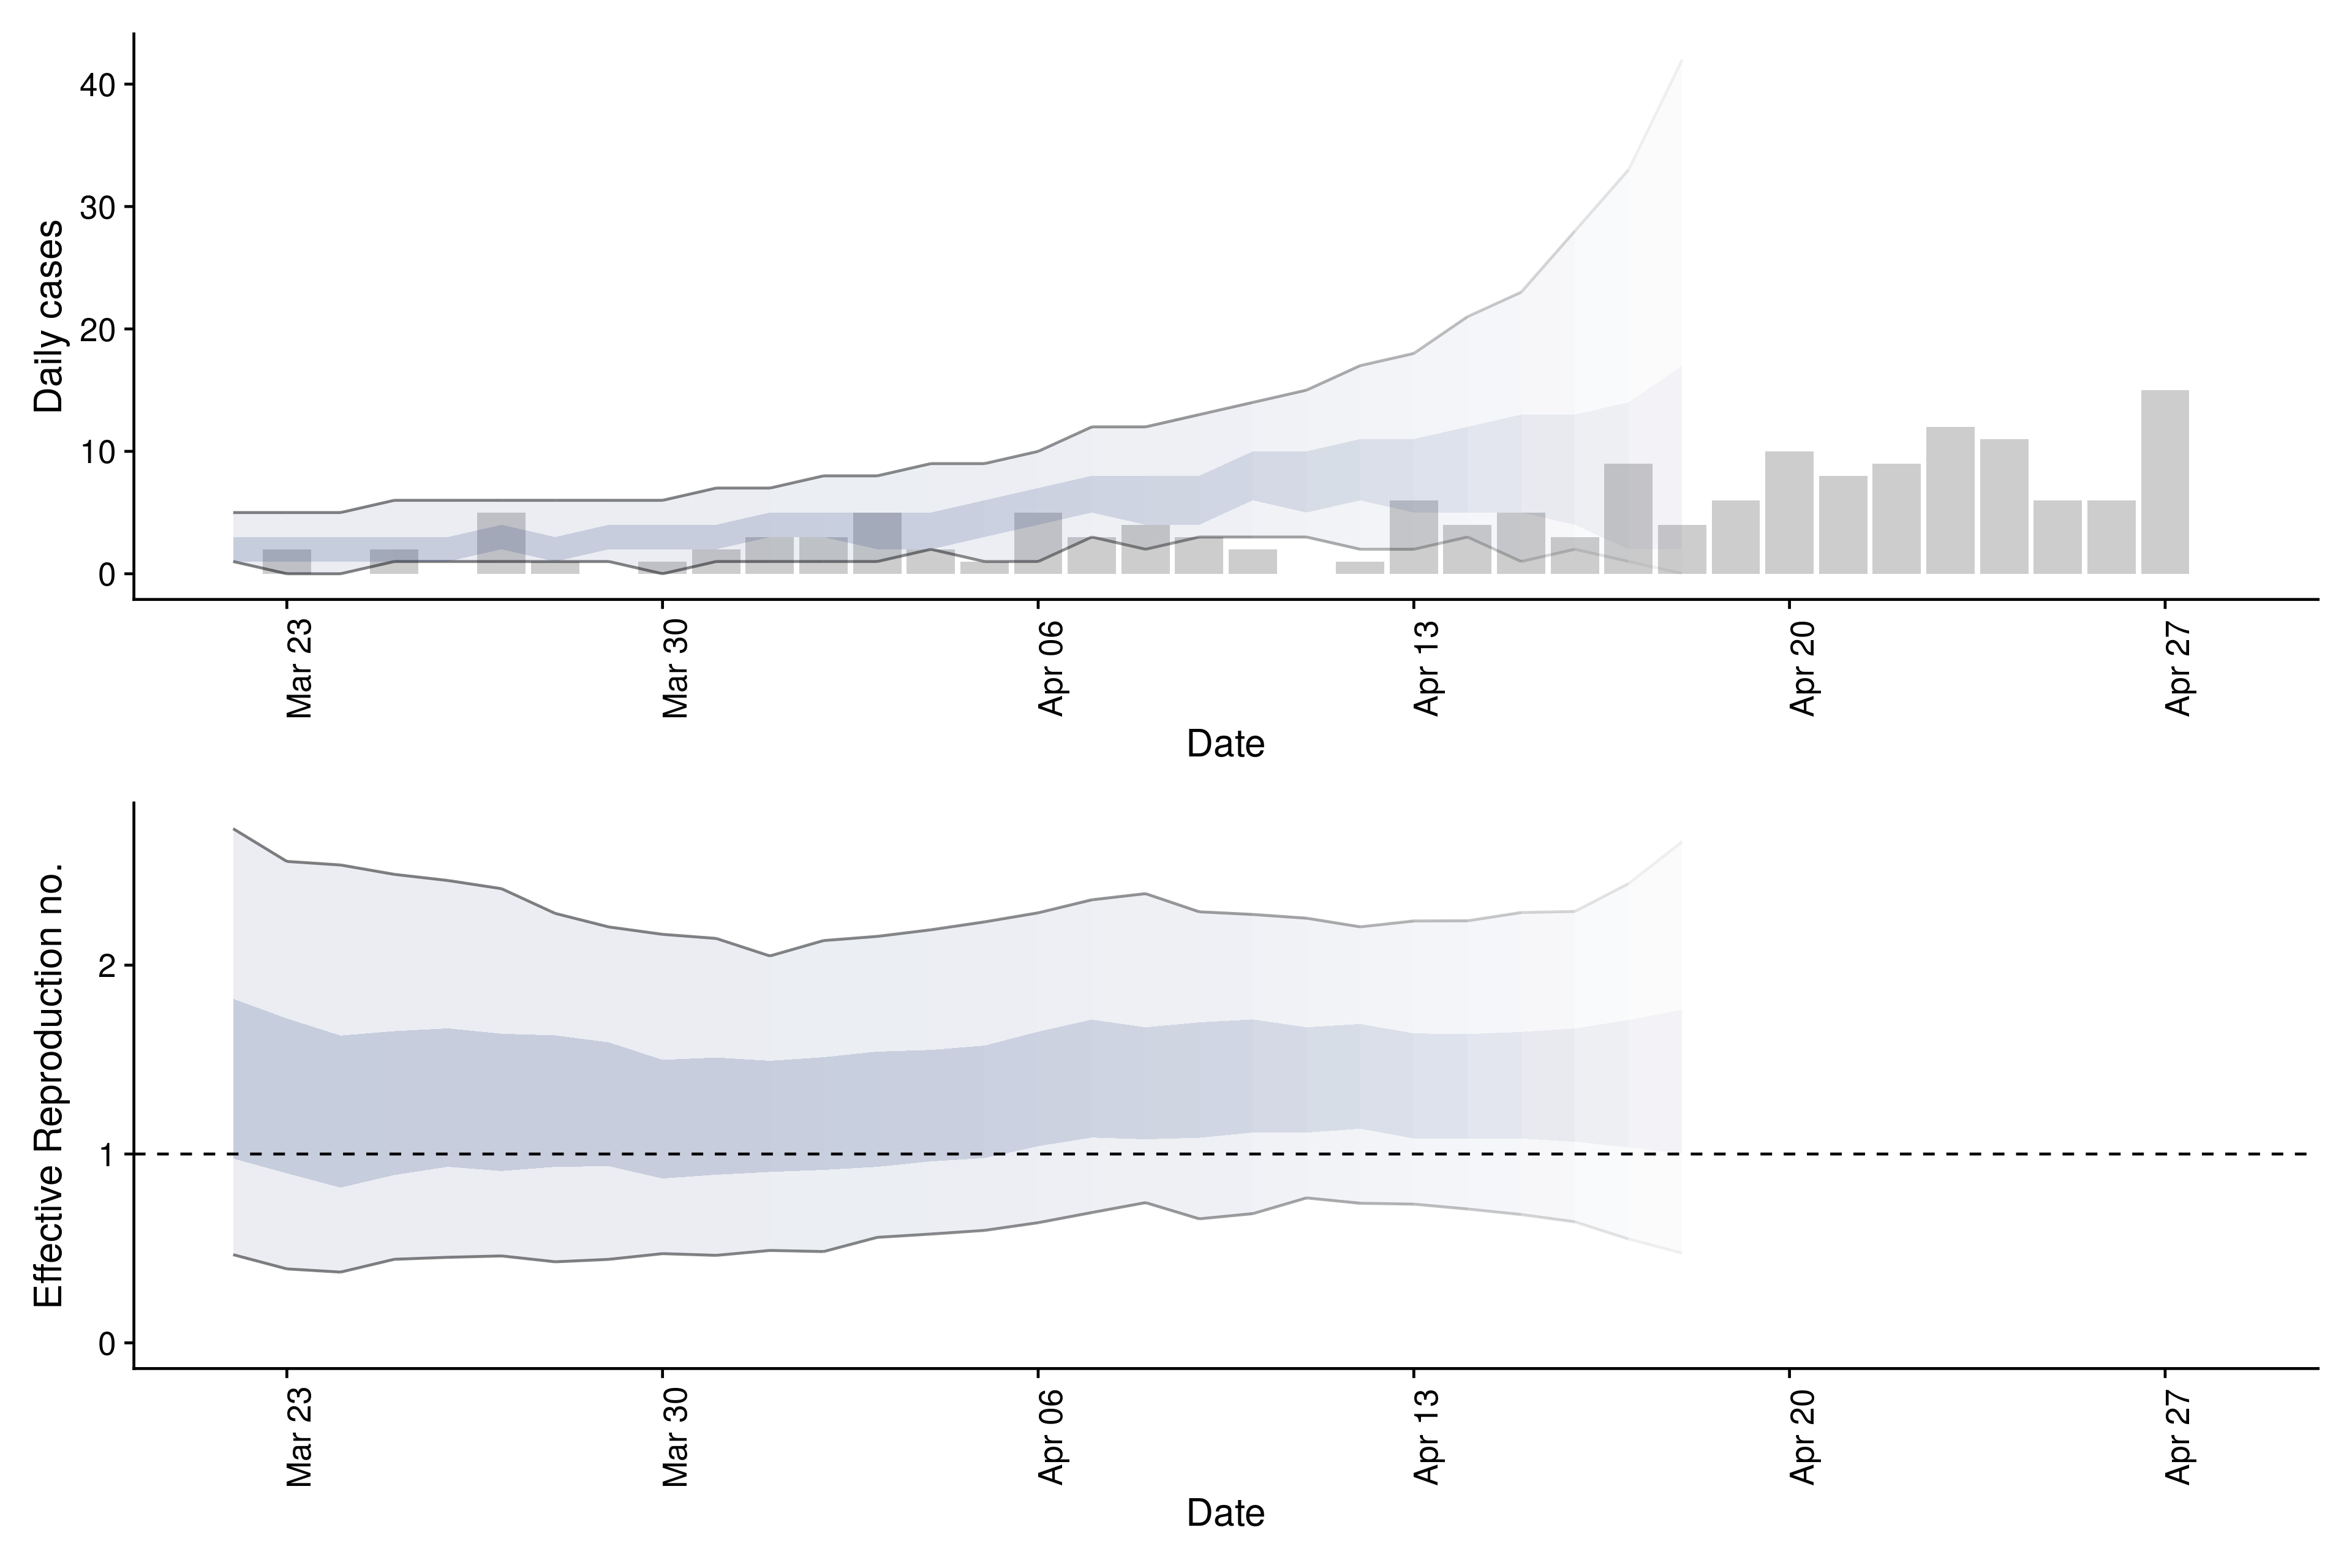 40
30
20
10
0
Daily cases
Mar 23
Mar 30
Apr 06
Apr 13
Apr 20
Apr 27
Date
2
1
0
Effective Reproduction no.
Mar 23
Mar 30
Apr 06
Apr 13
Apr 20
Apr 27
Date